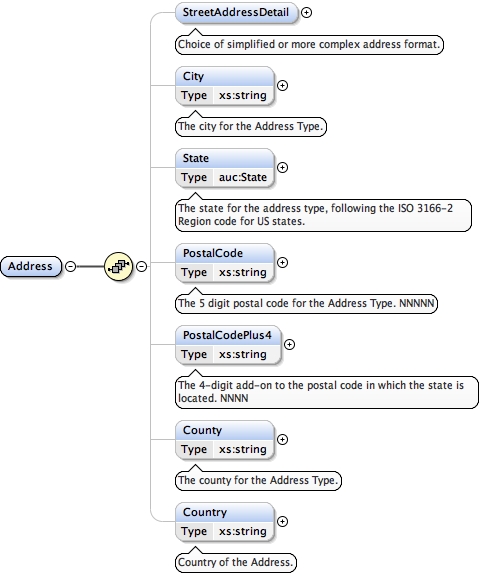 StreetAddressDetail
Choice of simplified or more complex address format.
City
Type xs:string
The city for the Address Type.
State
Type auc:State
The state for the address type, following the ISO 3166-2
Region code for US states.
Address
PostalCode
Type xs:string
The 5 digit postal code for the Address Type. NNNNN
PostalCodePlus4
Type xs:string
The 4-digit add-on to the postal code in which the state is
located. NNNN
County
Type xs:string
The county for the Address Type.
Country
Type xs:string
Country of the Address.